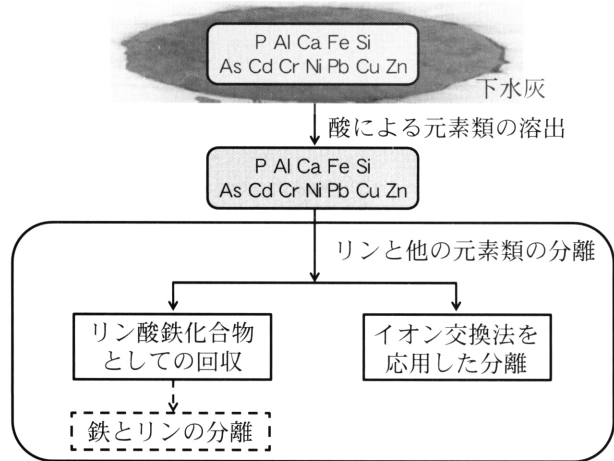 P Al Ca Fe Si
As Cd Cr Ni Pb Cu Zn
下水灰
酸による元素類の溶出
P Al Ca Fe Si
As Cd Cr Ni Pb Cu Zn
リンと他の元素類の分離
リン酸鉄化合物
としての回収
イオン交換法を
応用した分離
鉄とリンの分離